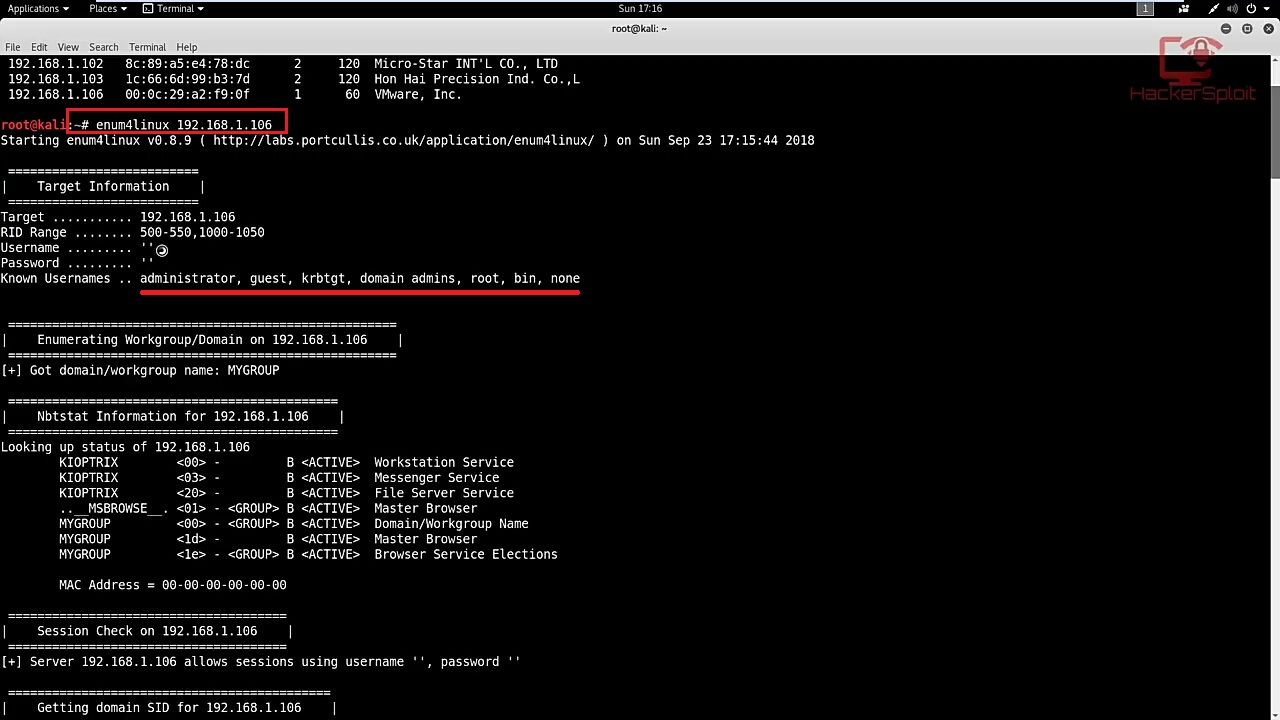 Applications Places Terminal Sun 17:16 1
root@kali: ~
File Edit View Search Terminal Help
192.168.1.102 8c:89:a5:e4:78:dc 2 120 Micro-Star INT'L CO., LTD
192.168.1.103 1c:66:6d:99:b3:7d 2 120 Hon Hai Precision Ind. Co.,L
192.168.1.106 00:0c:29:a2:f9:0f 1 60 VMware, Inc.
HackerSploit
root@kali:~# enum4linux 192.168.1.106
Starting enum4linux v0.8.9 ( http://labs.portcullis.co.uk/application/enum4linux/ ) on Sun Sep 23 17:15:44 2018
==========================
| Target Information |
==========================
Target ........... 192.168.1.106
RID Range ........ 500-550,1000-1050
Username ......... ''
Password ......... ''
Known Usernames .. administrator, guest, krbtgt, domain admins, root, bin, none
=====================================================
| Enumerating Workgroup/Domain on 192.168.1.106 |
=====================================================
[+] Got domain/workgroup name: MYGROUP
=============================================
| Nbtstat Information for 192.168.1.106 |
=============================================
Looking up status of 192.168.1.106
KIOPTRIX <00> - B <ACTIVE> Workstation Service
KIOPTRIX <03> - B <ACTIVE> Messenger Service
KIOPTRIX <20> - B <ACTIVE> File Server Service
..__MSBROWSE__. <01> - <GROUP> B <ACTIVE> Master Browser
MYGROUP <00> - <GROUP> B <ACTIVE> Domain/Workgroup Name
MYGROUP <1d> - B <ACTIVE> Master Browser
MYGROUP <1e> - <GROUP> B <ACTIVE> Browser Service Elections
MAC Address = 00-00-00-00-00-00
======================================
| Session Check on 192.168.1.106 |
======================================
[+] Server 192.168.1.106 allows sessions using username '', password ''
============================================
| Getting domain SID for 192.168.1.106 |